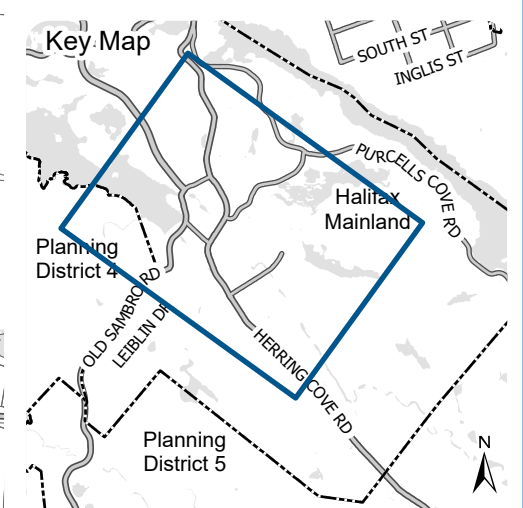 Key Map
SOUTH ST
INGLIS ST
PURCELLS COVE RD
Halifax
Mainland
Planning
District 4
OLD SAMBRO RD
LEIBLIN DR
HERRING COVE RD
Planning
District 5
N